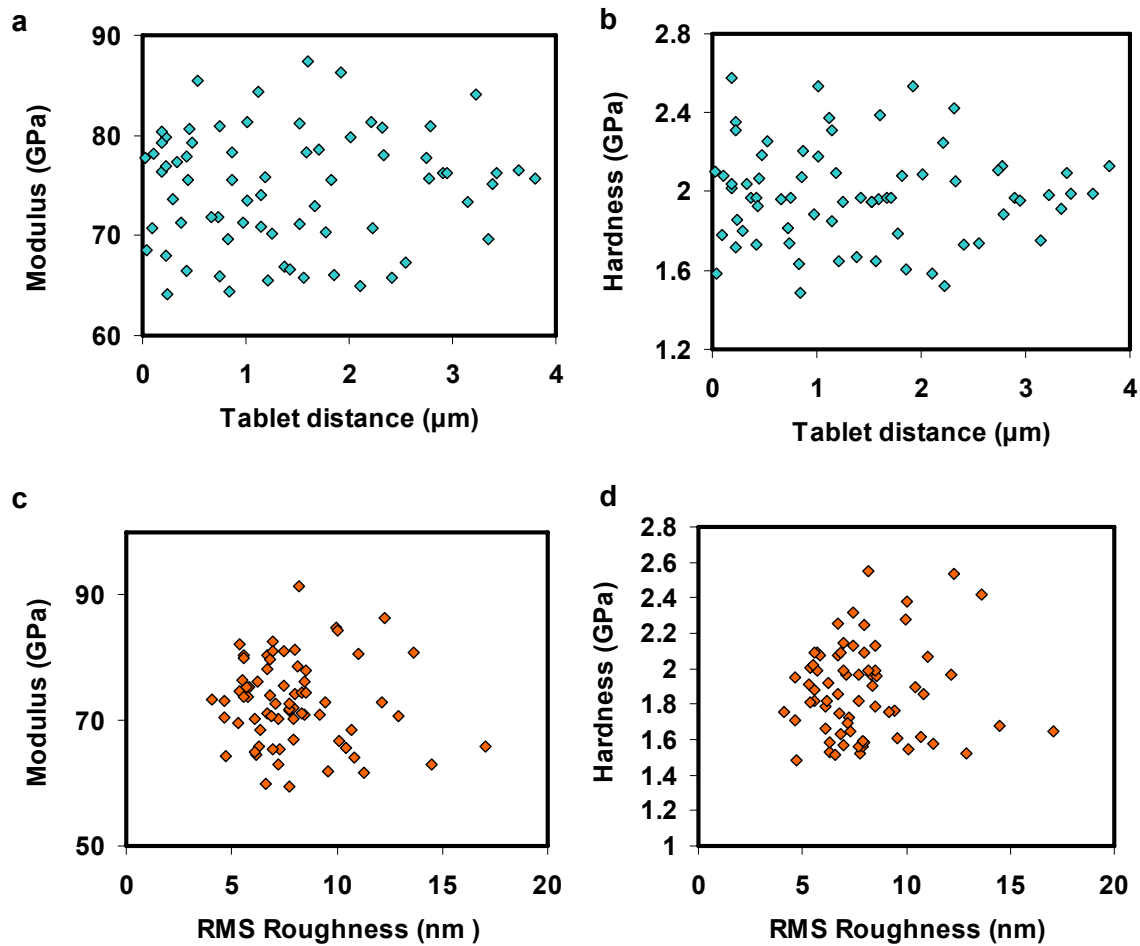 a
90
80
70
60
Modulus (GPa)
0 1 2 3 4
Tablet distance (µm)
b
2.8
2.4
2
1.6
1.2
Hardness (GPa)
0 1 2 3 4
Tablet distance (µm)
c
90
70
50
Modulus (GPa)
0 5 10 15 20
RMS Roughness (nm )
d
2.8
2.6
2.4
2.2
2
1.8
1.6
1.4
1.2
1
Hardness (GPa)
0 5 10 15 20
RMS Roughness (nm)